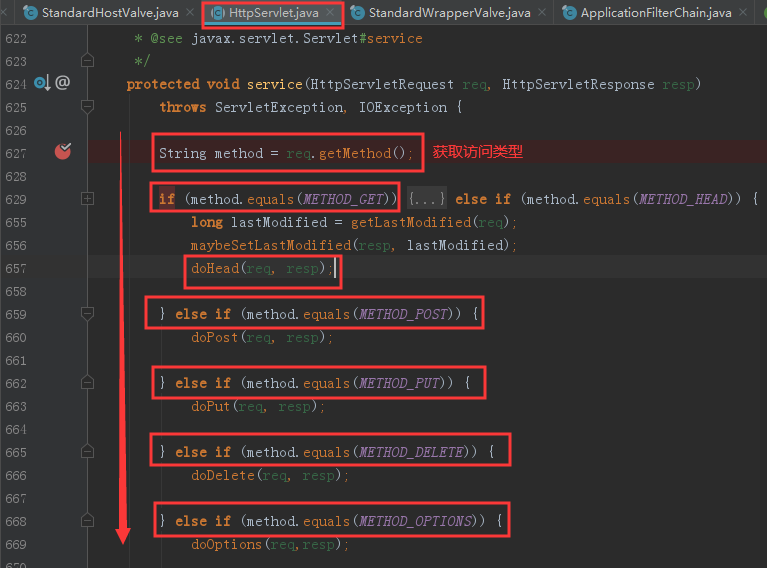 StandardHostValve.java × HttpServlet.java × StandardWrapperValve.java × ApplicationFilterChain.java ×
622 * @see javax.servlet.Servlet#service
623 */
624 @ protected void service(HttpServletRequest req, HttpServletResponse resp)
625 throws ServletException, IOException {
626
627 String method = req.getMethod(); 获取访问类型
628
629 if (method.equals(METHOD_GET)) {...} else if (method.equals(METHOD_HEAD)) {
655 long lastModified = getLastModified(req);
656 maybeSetLastModified(resp, lastModified);
657 doHead(req, resp);
658
659 } else if (method.equals(METHOD_POST)) {
660 doPost(req, resp);
661
662 } else if (method.equals(METHOD_PUT)) {
663 doPut(req, resp);
664
665 } else if (method.equals(METHOD_DELETE)) {
666 doDelete(req, resp);
667
668 } else if (method.equals(METHOD_OPTIONS)) {
669 doOptions(req,resp);
670